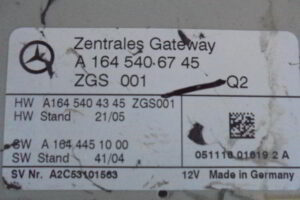 Zentrales Gateway
A 164 540 67 45
ZGS 001 Q2
HW A164 540 43 45 ZGS001
HW Stand 21/05
SW A 164 445 10 00
SW Stand 41/04
051116 01619 2 A
SV Nr. A2C53101563 12V Made in Germany